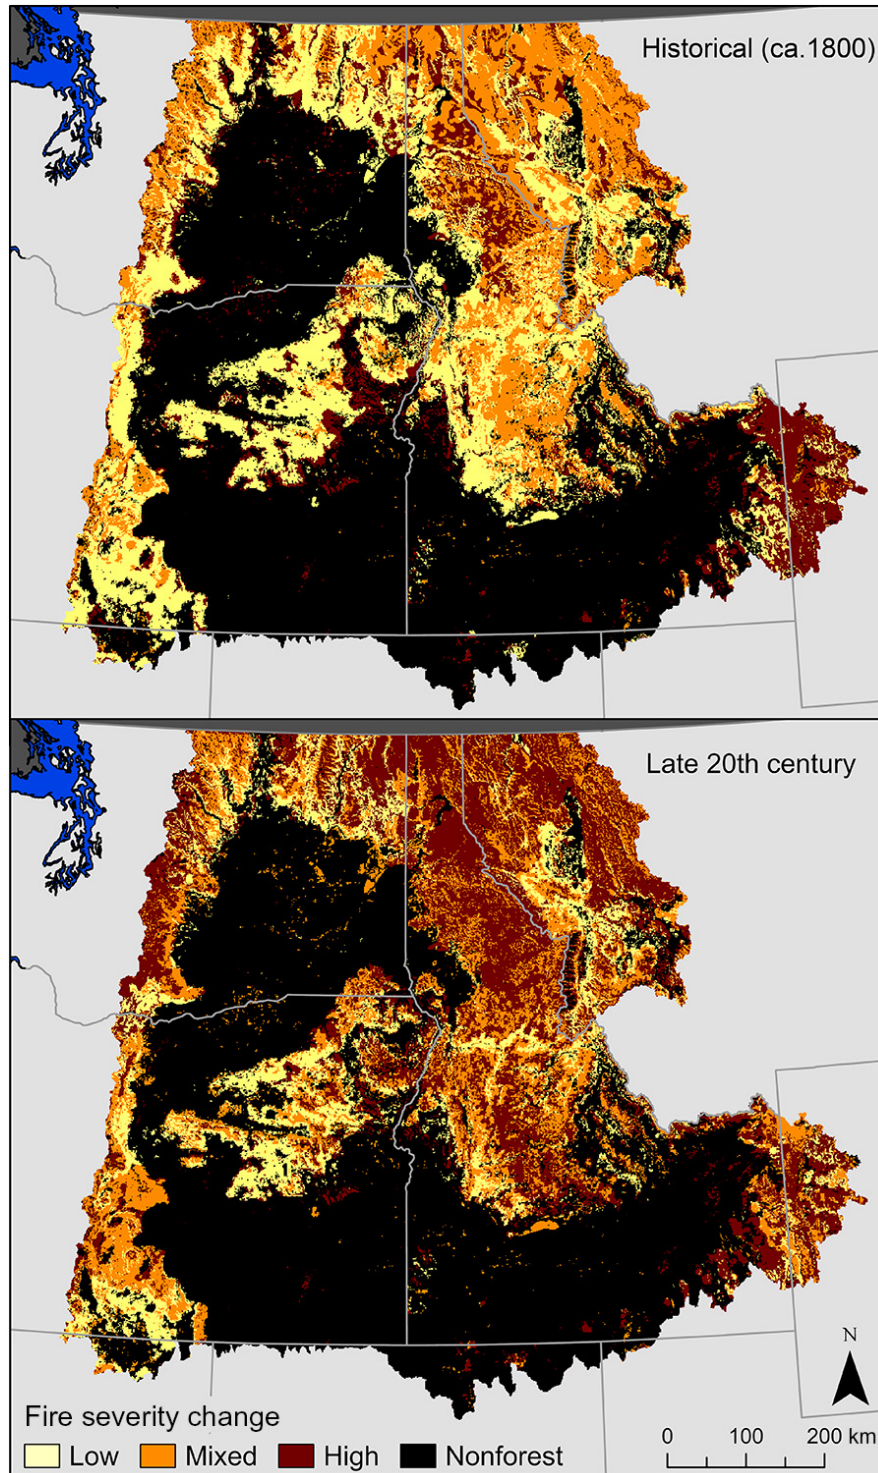 Historical (ca.1800)
Late 20th century
N
Fire severity change
Low Mixed High Nonforest
0 100 200 km